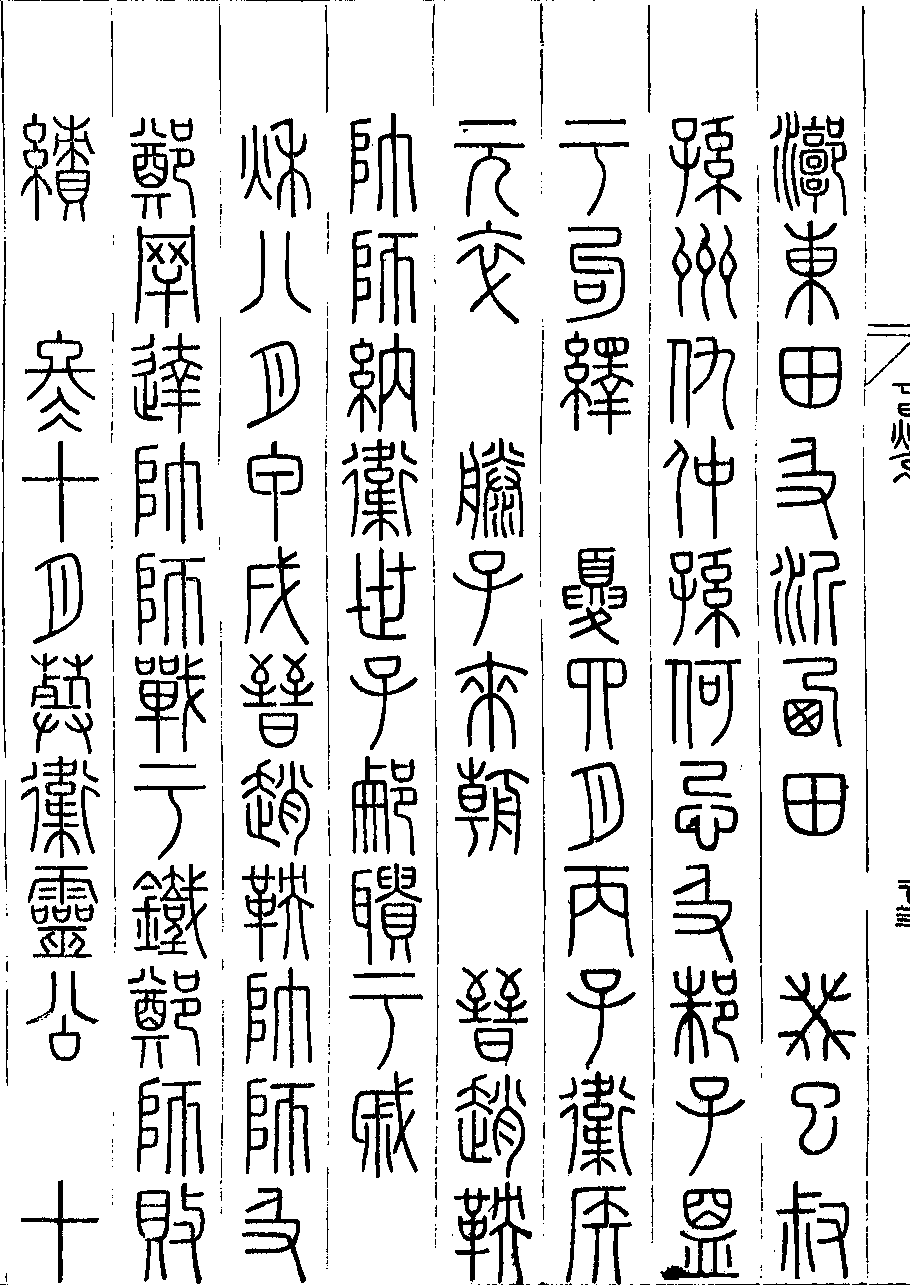 漷東田及沂西田　癸巳叔
孫州仇仲孫何忌及邾子盟
于句繹　夏四月丙子衛侯
元卒　滕子來朝　晉趙鞅
帥師納衛世子蒯聵于戚
秋八月甲戌晉趙鞅帥師及
鄭罕達帥師戰于鐵鄭師敗
績　冬十月葬衛靈公　十